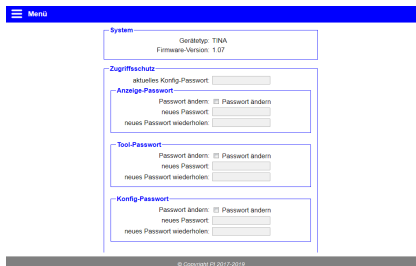 Menü
System
Gerätetyp: TINA
Firmware-Version: 1.07
Zugriffsschutz
aktuelles Konfig-Passwort:
Anzeige-Passwort
Passwort ändern: Passwort ändern
neues Passwort:
neues Passwort wiederholen:
Tool-Passwort
Passwort ändern: Passwort ändern
neues Passwort:
neues Passwort wiederholen:
Konfig-Passwort
Passwort ändern: Passwort ändern
neues Passwort:
neues Passwort wiederholen:
© Copyright PI 2017-2019